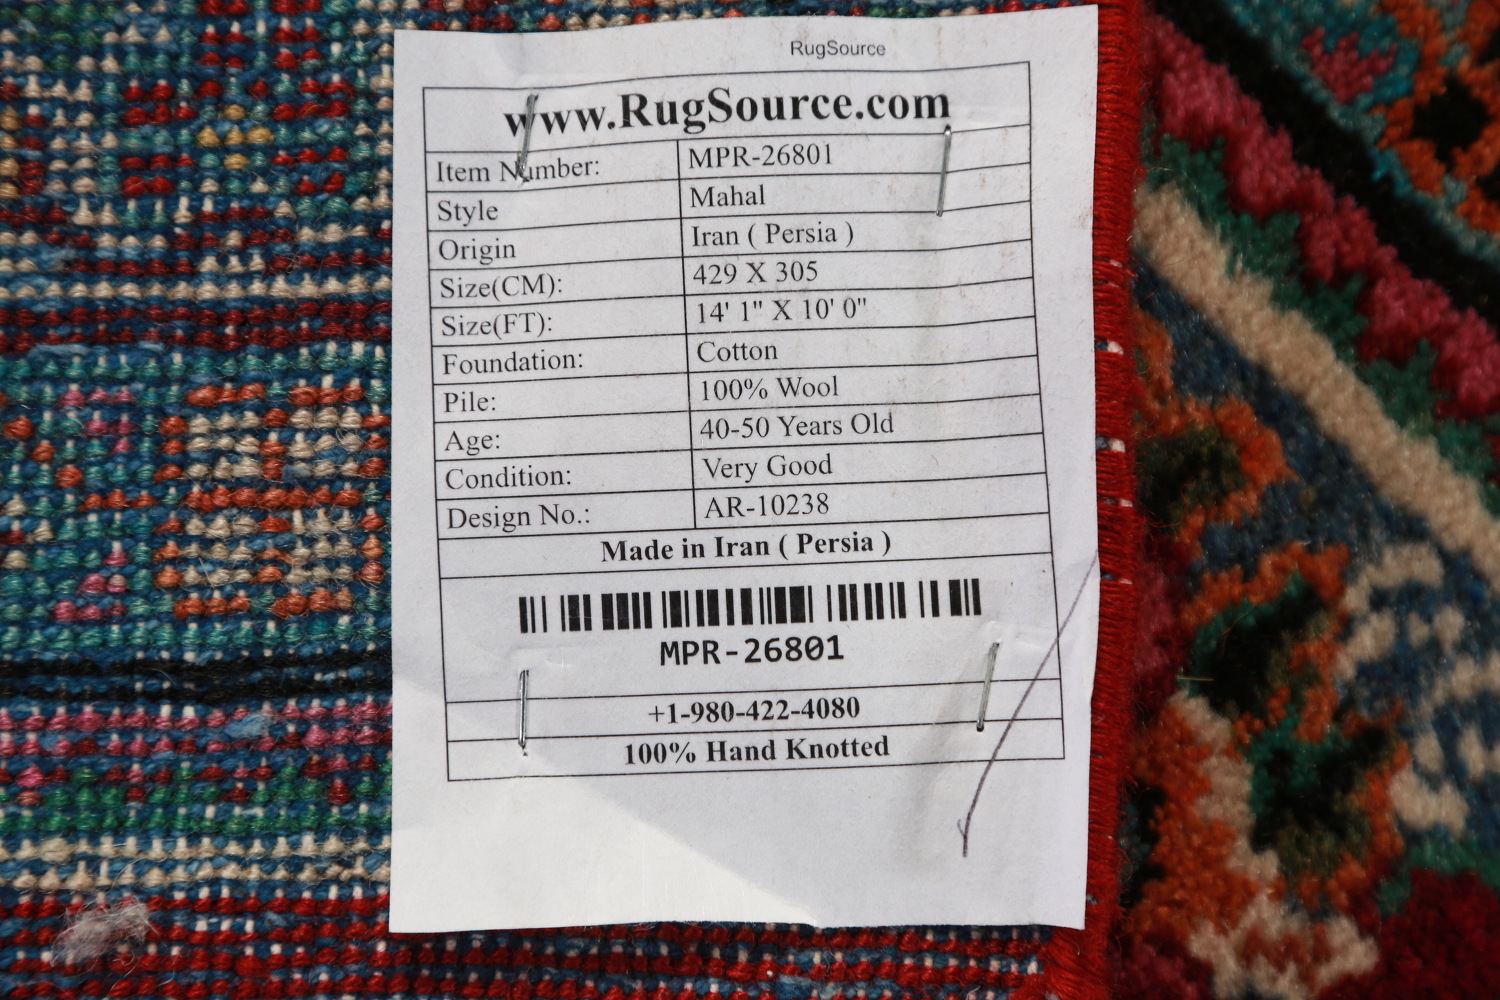 RugSource
www.RugSource.com
Item Number: MPR-26801
Style Mahal
Origin Iran ( Persia )
Size(CM): 429 X 305
Size(FT): 14' 1" X 10' 0"
Foundation: Cotton
Pile: 100% Wool
Age: 40-50 Years Old
Condition: Very Good
Design No.: AR-10238
Made in Iran ( Persia )
MPR-26801
+1-980-422-4080
100% Hand Knotted